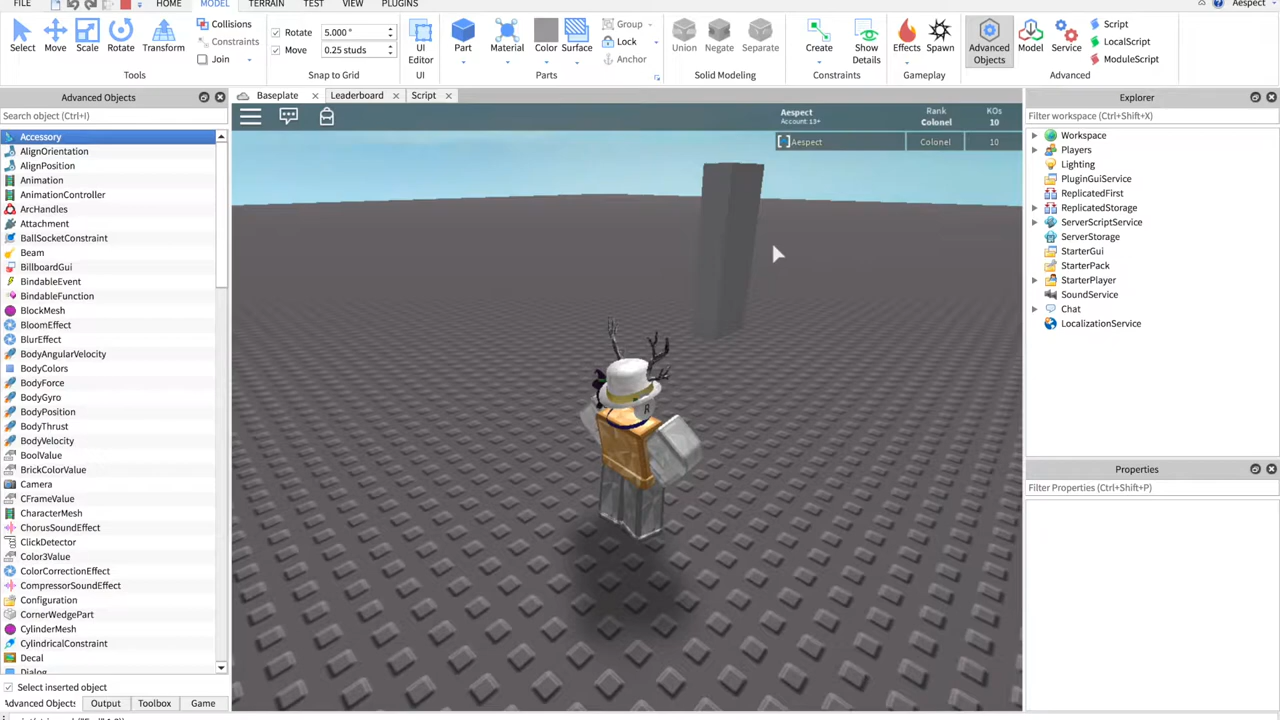 FILE HOME MODEL TERRAIN TEST VIEW PLUGINS Aespect
Select Move Scale Rotate Transform
Collisions
Constraints
Join
Tools
Rotate 5.000 °
Move 0.25 studs
Snap to Grid
UI Editor
UI
Part Material Color Surface
Group
Lock
Anchor
Parts
Union Negate Separate
Solid Modeling
Create Show Details
Constraints
Effects Spawn
Gameplay
Advanced Objects Model Service
Script
LocalScript
ModuleScript
Advanced
Advanced Objects
Search object (Ctrl+I)
Accessory
AlignOrientation
AlignPosition
Animation
AnimationController
ArcHandles
Attachment
BallSocketConstraint
Beam
BillboardGui
BindableEvent
BindableFunction
BlockMesh
BloomEffect
BlurEffect
BodyAngularVelocity
BodyColors
BodyForce
BodyGyro
BodyPosition
BodyThrust
BodyVelocity
BoolValue
BrickColorValue
Camera
CFrameValue
CharacterMesh
ChorusSoundEffect
ClickDetector
Color3Value
ColorCorrectionEffect
CompressorSoundEffect
Configuration
CornerWedgePart
CylinderMesh
CylindricalConstraint
Decal
Dialog
Select inserted object
Advanced Objects Output Toolbox Game
Baseplate Leaderboard Script
Aespect Rank KOs
Account: 13+ Colonel 10
Aespect Colonel 10
R
Explorer
Filter workspace (Ctrl+Shift+X)
Workspace
Players
Lighting
PluginGuiService
ReplicatedFirst
ReplicatedStorage
ServerScriptService
ServerStorage
StarterGui
StarterPack
StarterPlayer
SoundService
Chat
LocalizationService
Properties
Filter Properties (Ctrl+Shift+P)